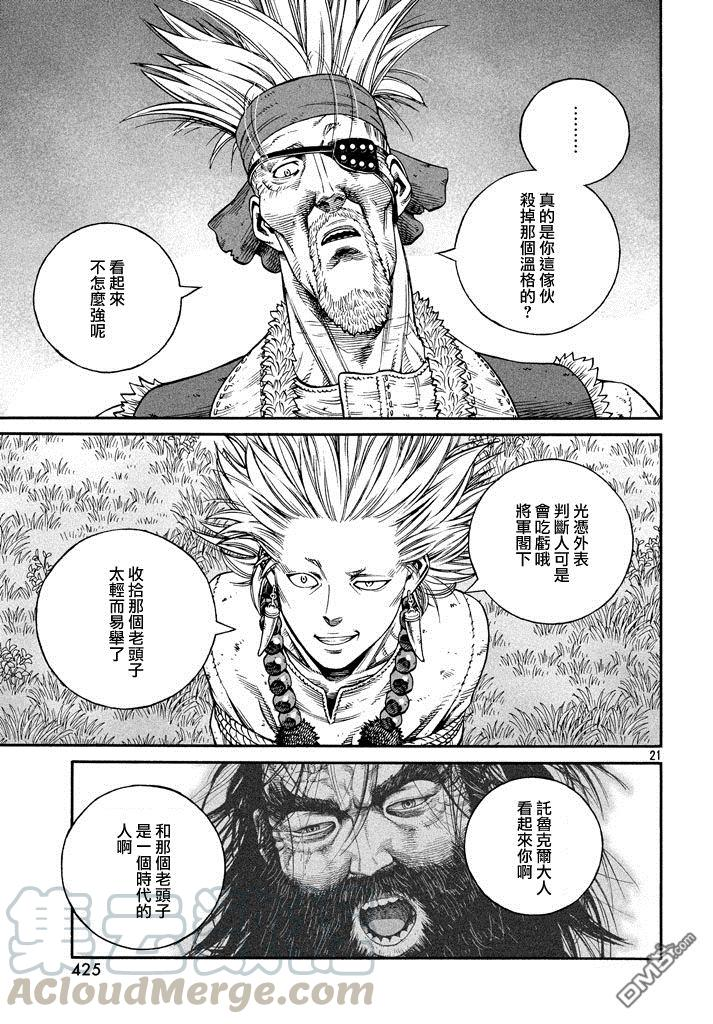 ………
真的是你這傢伙
殺掉那個溫格的？
看起來
不怎麼強呢
光憑外表
判斷人可是
會吃虧哦
將軍閣下
收拾那個老頭子
太輕而易舉了
21
託魯克爾大人
看起來你啊
和那個老頭子
是一個時代的
人啊
425
集云数据
AcloudMerge.com
DM5.com